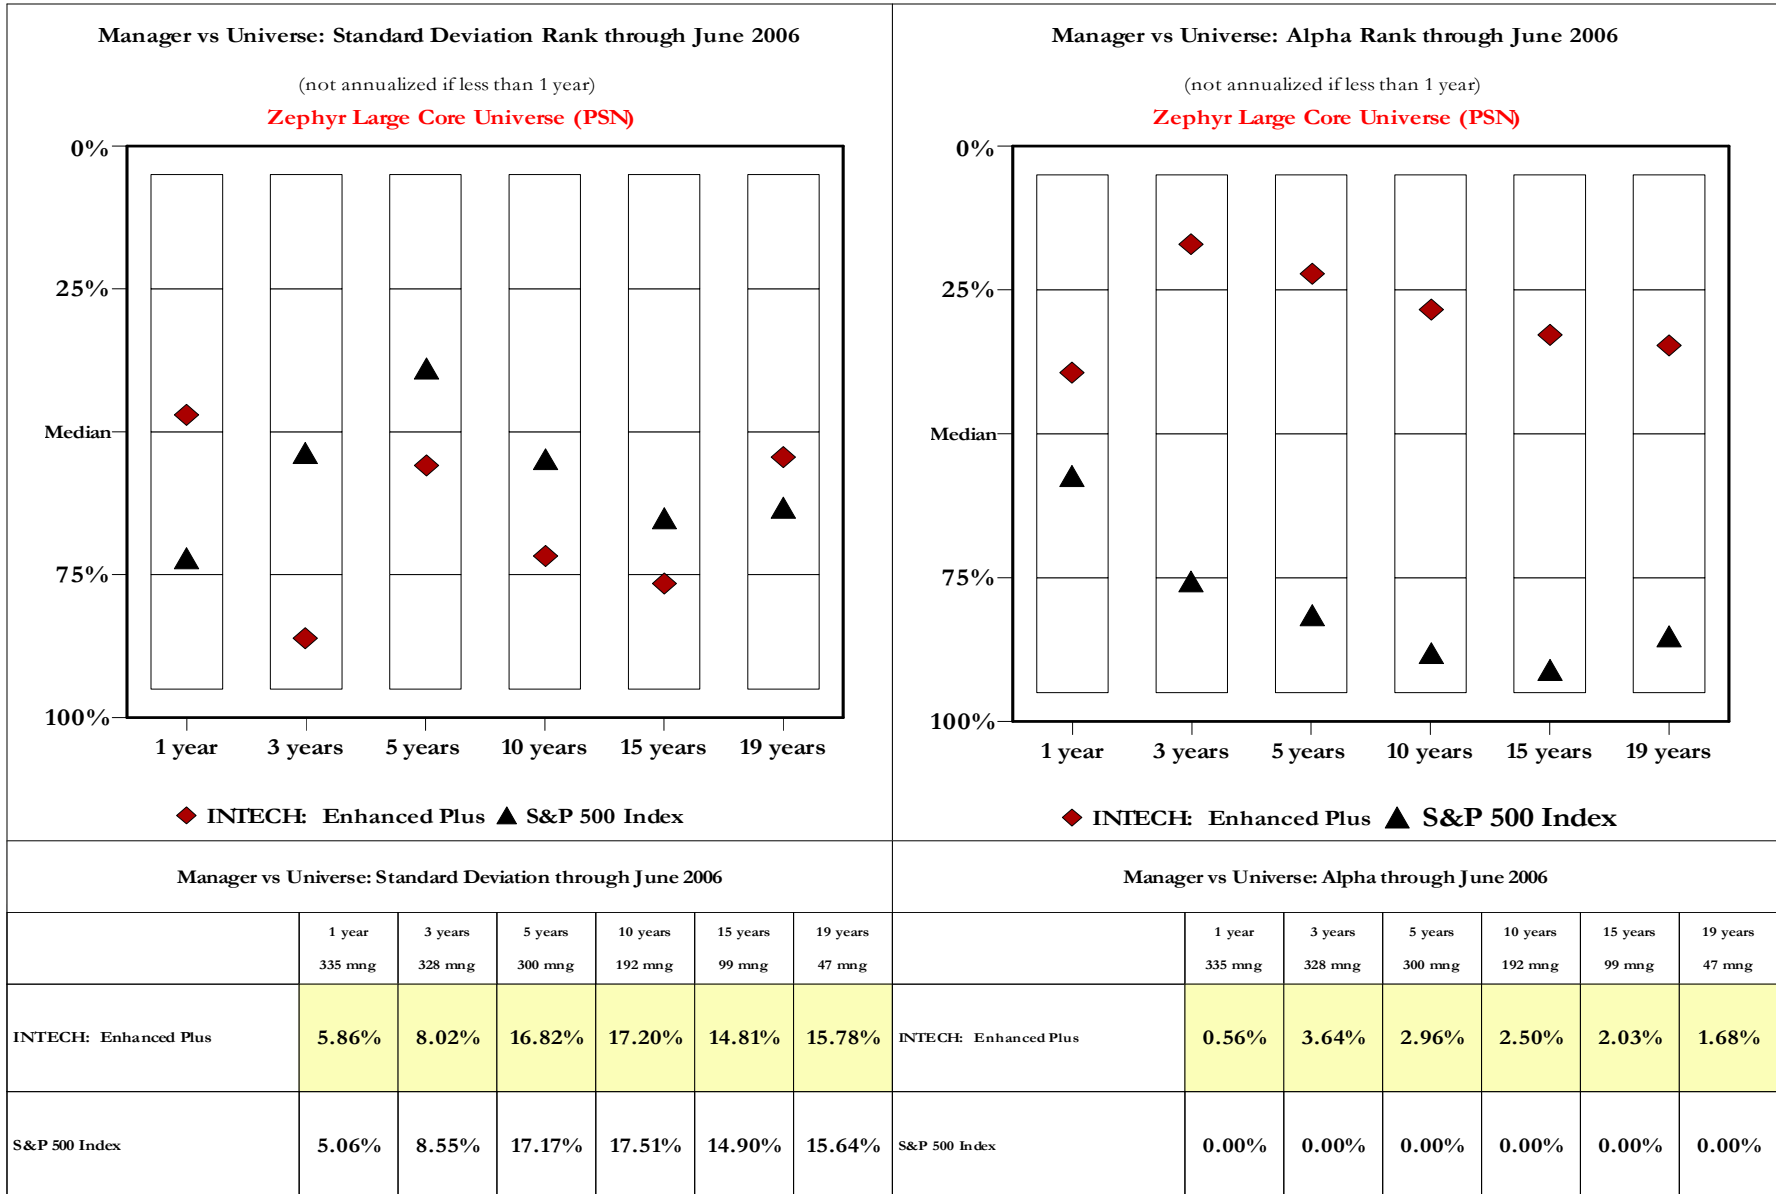 Manager vs Universe: Standard Deviation Rank through June 2006
(not annualized if less than 1 year)
Zephyr Large Core Universe (PSN)
0%
25%
Median
75%
100%
1 year 3 years 5 years 10 years 15 years 19 years
INTECH: Enhanced Plus S&P 500 Index
Manager vs Universe: Alpha Rank through June 2006
(not annualized if less than 1 year)
Zephyr Large Core Universe (PSN)
0%
25%
Median
75%
100%
1 year 3 years 5 years 10 years 15 years 19 years
INTECH: Enhanced Plus S&P 500 Index
Manager vs Universe: Standard Deviation through June 2006
1 year 3 years 5 years 10 years 15 years 19 years
335 mng 328 mng 300 mng 192 mng 99 mng 47 mng
INTECH: Enhanced Plus 5.86% 8.02% 16.82% 17.20% 14.81% 15.78%
S&P 500 Index 5.06% 8.55% 17.17% 17.51% 14.90% 15.64%
Manager vs Universe: Alpha through June 2006
1 year 3 years 5 years 10 years 15 years 19 years
335 mng 328 mng 300 mng 192 mng 99 mng 47 mng
INTECH: Enhanced Plus 0.56% 3.64% 2.96% 2.50% 2.03% 1.68%
S&P 500 Index 0.00% 0.00% 0.00% 0.00% 0.00% 0.00%